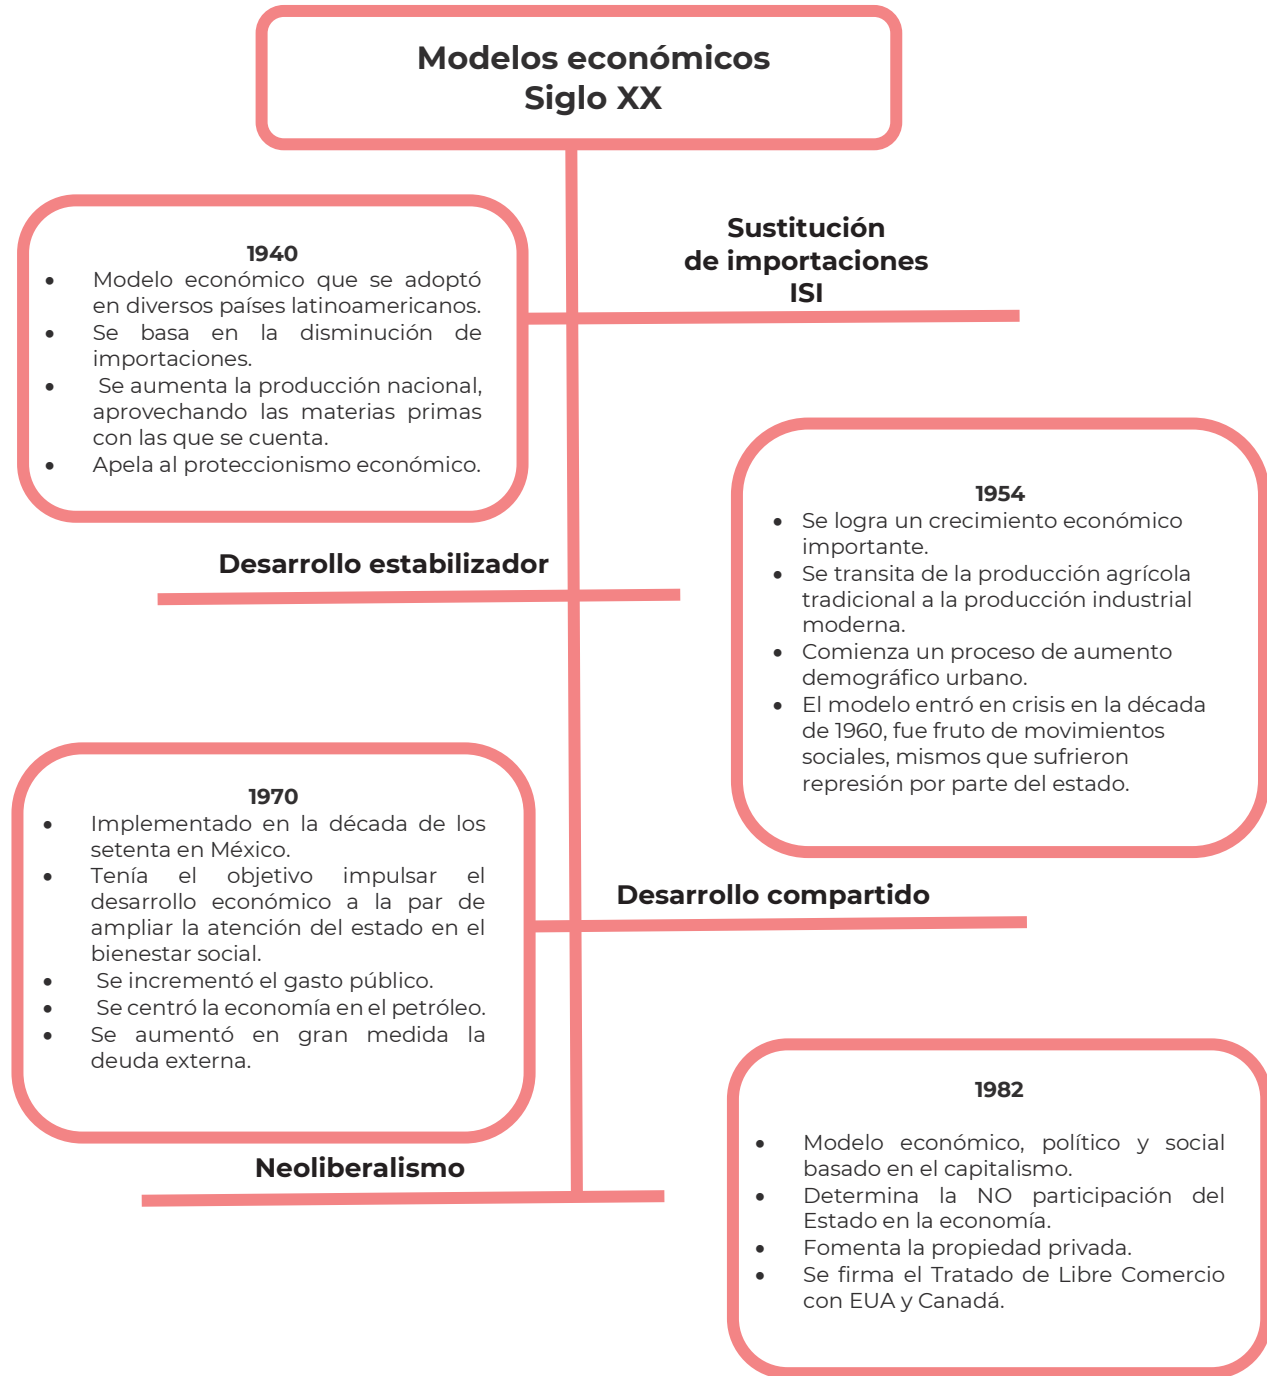 Modelos económicos
Siglo XX
Sustitución
de importaciones
ISI
1940
• Modelo económico que se adoptó
en diversos países latinoamericanos.
• Se basa en la disminución de
importaciones.
• Se aumenta la producción nacional,
aprovechando las materias primas
con las que se cuenta.
• Apela al proteccionismo económico.
Desarrollo estabilizador
1954
• Se logra un crecimiento económico
importante.
• Se transita de la producción agrícola
tradicional a la producción industrial
moderna.
• Comienza un proceso de aumento
demográfico urbano.
• El modelo entró en crisis en la década
de 1960, fue fruto de movimientos
sociales, mismos que sufrieron
represión por parte del estado.
Desarrollo compartido
1970
• Implementado en la década de los
setenta en México.
• Tenía el objetivo impulsar el
desarrollo económico a la par de
ampliar la atención del estado en el
bienestar social.
• Se incrementó el gasto público.
• Se centró la economía en el petróleo.
• Se aumentó en gran medida la
deuda externa.
Neoliberalismo
1982
• Modelo económico, político y social
basado en el capitalismo.
• Determina la NO participación del
Estado en la economía.
• Fomenta la propiedad privada.
• Se firma el Tratado de Libre Comercio
con EUA y Canadá.